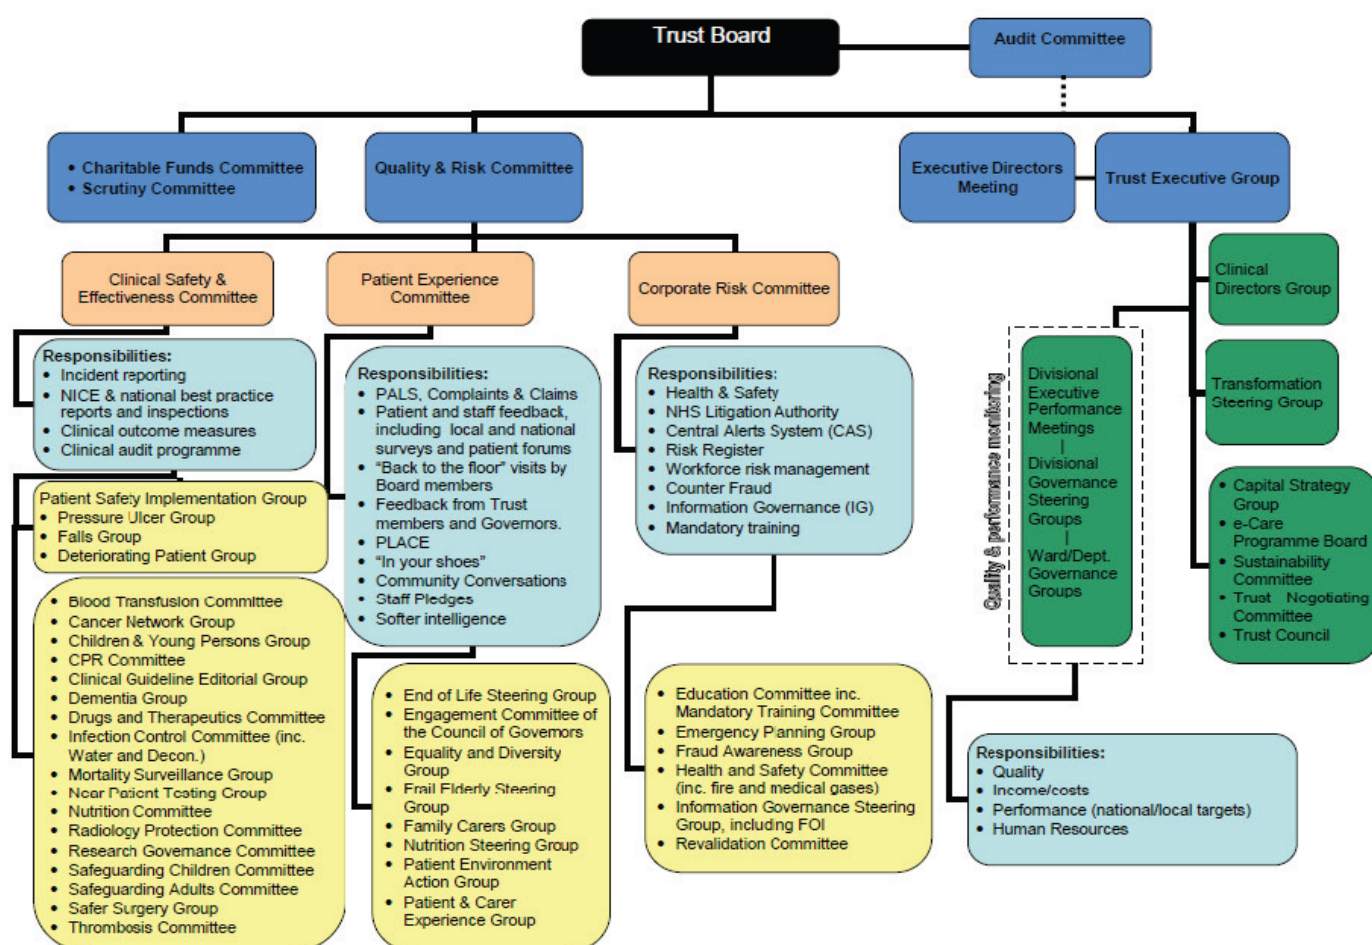 Trust Board
Audit Committee
• Charitable Funds Committee
• Scrutiny Committee
Quality & Risk Committee
Executive Directors
Meeting
Trust Executive Group
Clinical Safety &
Effectiveness Committee
Patient Experience
Committee
Corporate Risk Committee
Clinical
Directors Group
Transformation
Steering Group
• Capital Strategy
Group
• e-Care
Programme Board
• Sustainability
Committee
• Trust Negotiating
Committee
• Trust Council
Responsibilities:
• Incident reporting
• NICE & national best practice
reports and inspections
• Clinical outcome measures
• Clinical audit programme
Patient Safety Implementation Group
• Pressure Ulcer Group
• Falls Group
• Deteriorating Patient Group
• Blood Transfusion Committee
• Cancer Network Group
• Children & Young Persons Group
• CPR Committee
• Clinical Guideline Editorial Group
• Dementia Group
• Drugs and Therapeutics Committee
• Infection Control Committee (inc.
Water and Decon.)
• Mortality Surveillance Group
• Near Patient Testing Group
• Nutrition Committee
• Radiology Protection Committee
• Research Governance Committee
• Safeguarding Children Committee
• Safeguarding Adults Committee
• Safer Surgery Group
• Thrombosis Committee
Responsibilities:
• PALS, Complaints & Claims
• Patient and staff feedback,
including local and national
surveys and patient forums
• “Back to the floor” visits by
Board members
• Feedback from Trust
members and Governors.
• PLACE
• “In your shoes”
• Community Conversations
• Staff Pledges
• Softer intelligence
• End of Life Steering Group
• Engagement Committee of
the Council of Governors
• Equality and Diversity
Group
• Frail Elderly Steering
Group
• Family Carers Group
• Nutrition Steering Group
• Patient Environment
Action Group
• Patient & Carer
Experience Group
Responsibilities:
• Health & Safety
• NHS Litigation Authority
• Central Alerts System (CAS)
• Risk Register
• Workforce risk management
• Counter Fraud
• Information Governance (IG)
• Mandatory training
• Education Committee inc.
Mandatory Training Committee
• Emergency Planning Group
• Fraud Awareness Group
• Health and Safety Committee
(inc. fire and medical gases)
• Information Governance Steering
Group, including FOI
• Revalidation Committee
Quality & performance monitoring
Divisional
Executive
Performance
Meetings
|
Divisional
Governance
Steering
Groups
|
Ward/Dept.
Governance
Groups
Responsibilities:
• Quality
• Income/costs
• Performance (national/local targets)
• Human Resources